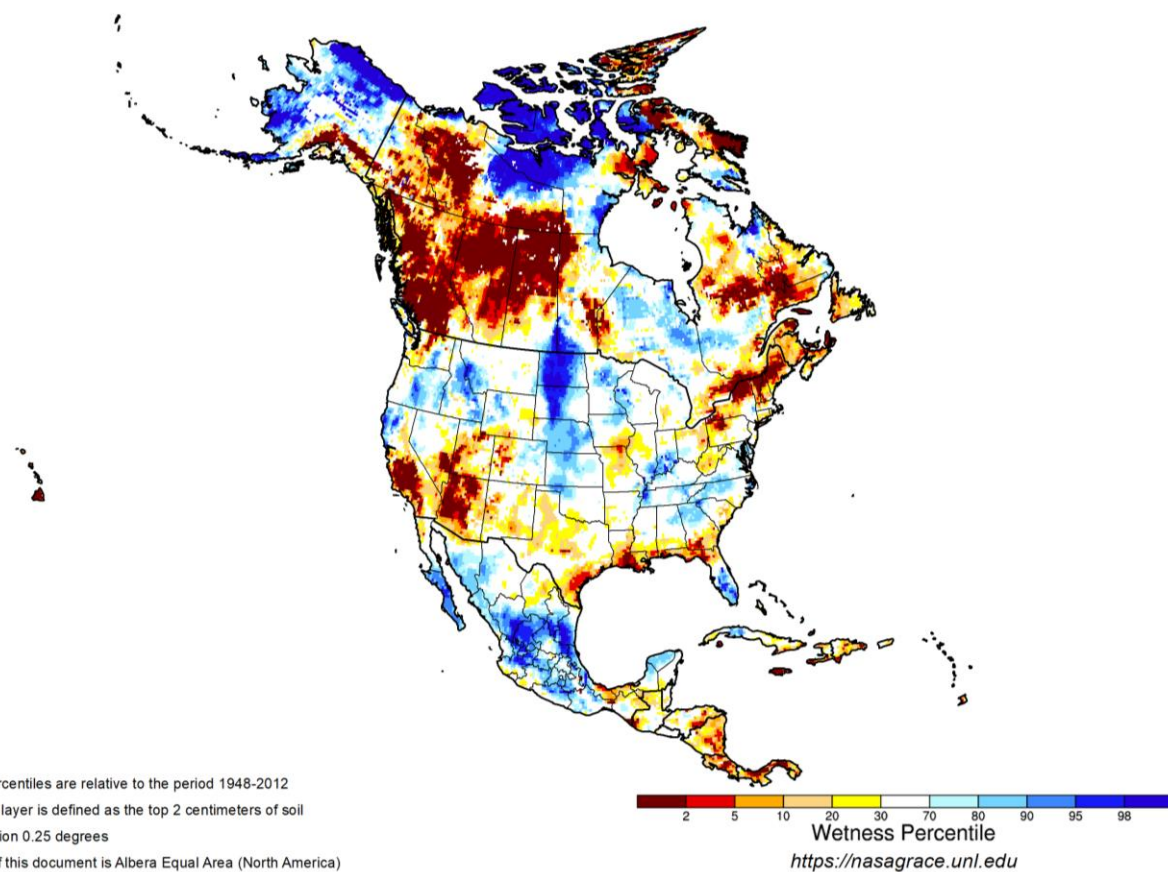 rcentiles are relative to the period 1948-2012
layer is defined as the top 2 centimeters of soil
ion 0.25 degrees
f this document is Albera Equal Area (North America)
2 5 10 20 30 70 80 90 95 98
Wetness Percentile
https://nasagrace.unl.edu